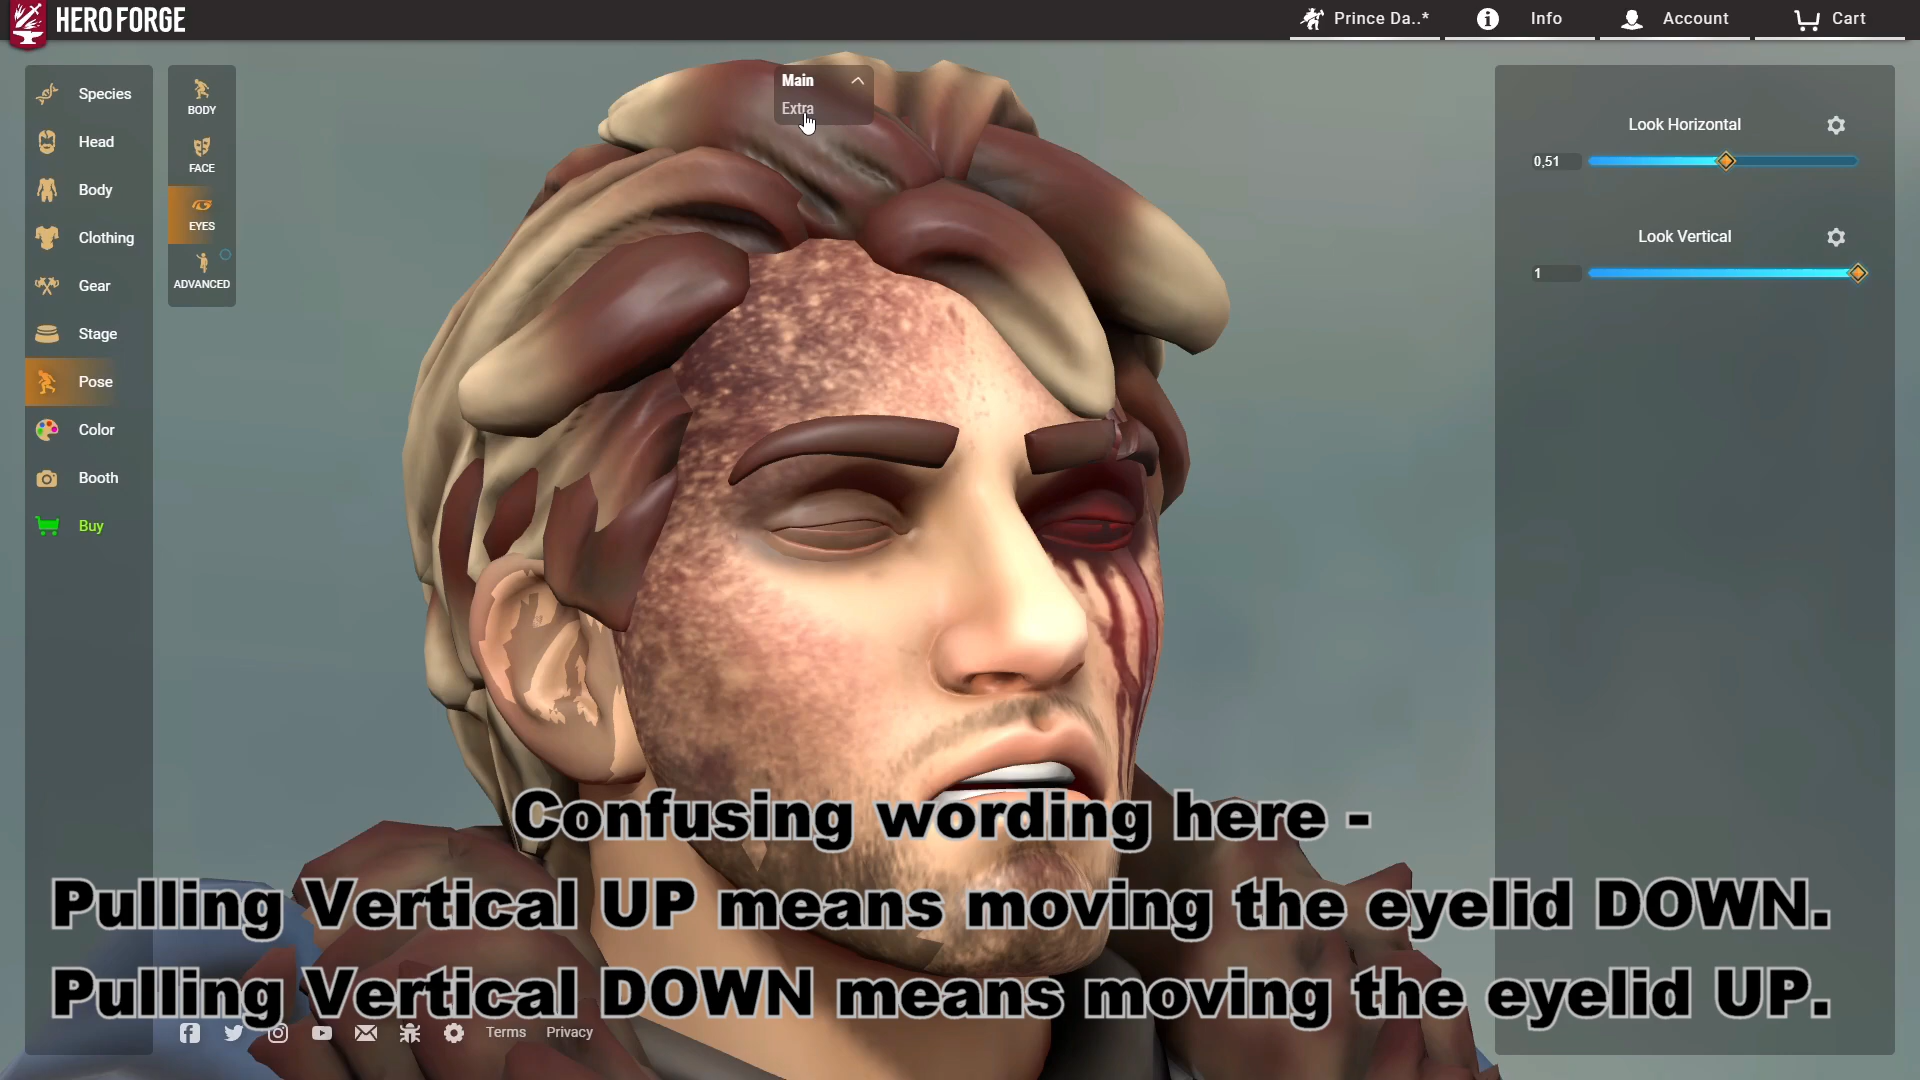 HERO FORGE
Prince Da..*
Info
Account
Cart
Species
Head
Body
Clothing
Gear
Stage
Pose
Color
Booth
Buy
BODY
FACE
EYES
ADVANCED
Main
Extra
Look Horizontal
0,51
Look Vertical
1
Confusing wording here -
Pulling Vertical UP means moving the eyelid DOWN.
Pulling Vertical DOWN means moving the eyelid UP.
Terms
Privacy